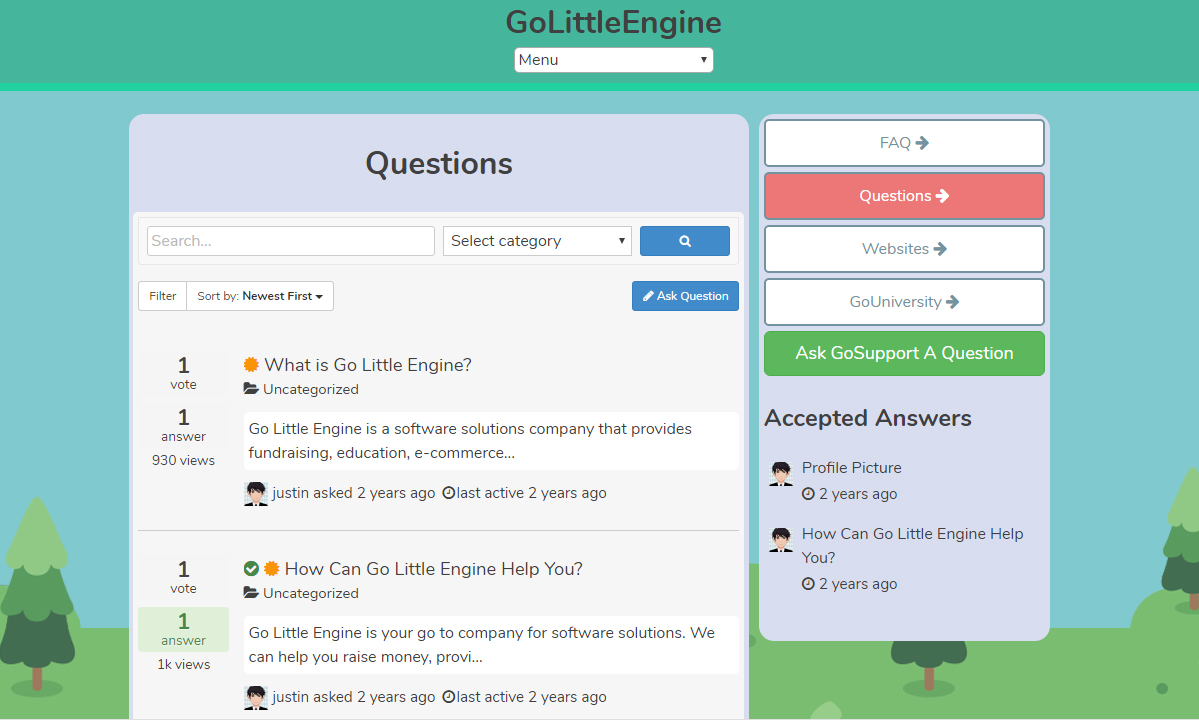 GoLittleEngine
Menu
Questions
Search...
Select category
Filter
Sort by: Newest First
Ask Question
1
vote
1
answer
930 views
What is Go Little Engine?
Uncategorized
Go Little Engine is a software solutions company that provides
fundraising, education, e-commerce...
justin asked 2 years ago
last active 2 years ago
1
vote
1
answer
1k views
How Can Go Little Engine Help You?
Uncategorized
Go Little Engine is your go to company for software solutions. We
can help you raise money, provi...
justin asked 2 years ago
last active 2 years ago
FAQ
Questions
Websites
GoUniversity
Ask GoSupport A Question
Accepted Answers
Profile Picture
2 years ago
How Can Go Little Engine Help
You?
2 years ago